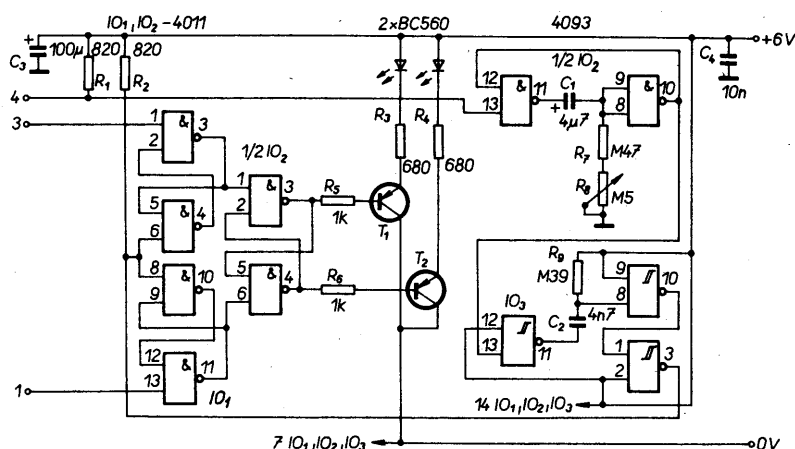 IO1, IO2 - 4011
2×BC560
4093
+6V
+
100μ
C3
820
R1
820
R2
4
3
1
&
3
2
1/2 IO2
5
&
4
6
1
&
3
2
8
&
10
9
5
&
4
6
12
&
11
13
IO1
1
R5
1k
R6
1k
R3
680
R4
680
T1
T2
12
&
11
13
1/2 IO2
C1
+
4μ7
9
&
10
8
R7
M47
R8
M5
C4
10n
R9
M39
C2
4n7
IO3
12
13
11
9
10
8
1
3
2
14 IO1, IO2, IO3
7 IO1, IO2, IO3
0V